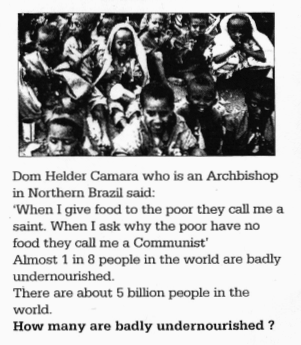 Dom Helder Camara who is an Archbishop
in Northern Brazil said:
'When I give food to the poor they call me a
saint. When I ask why the poor have no
food they call me a Communist'
Almost 1 in 8 people in the world are badly
undernourished.
There are about 5 billion people in the
world.
How many are badly undernourished ?